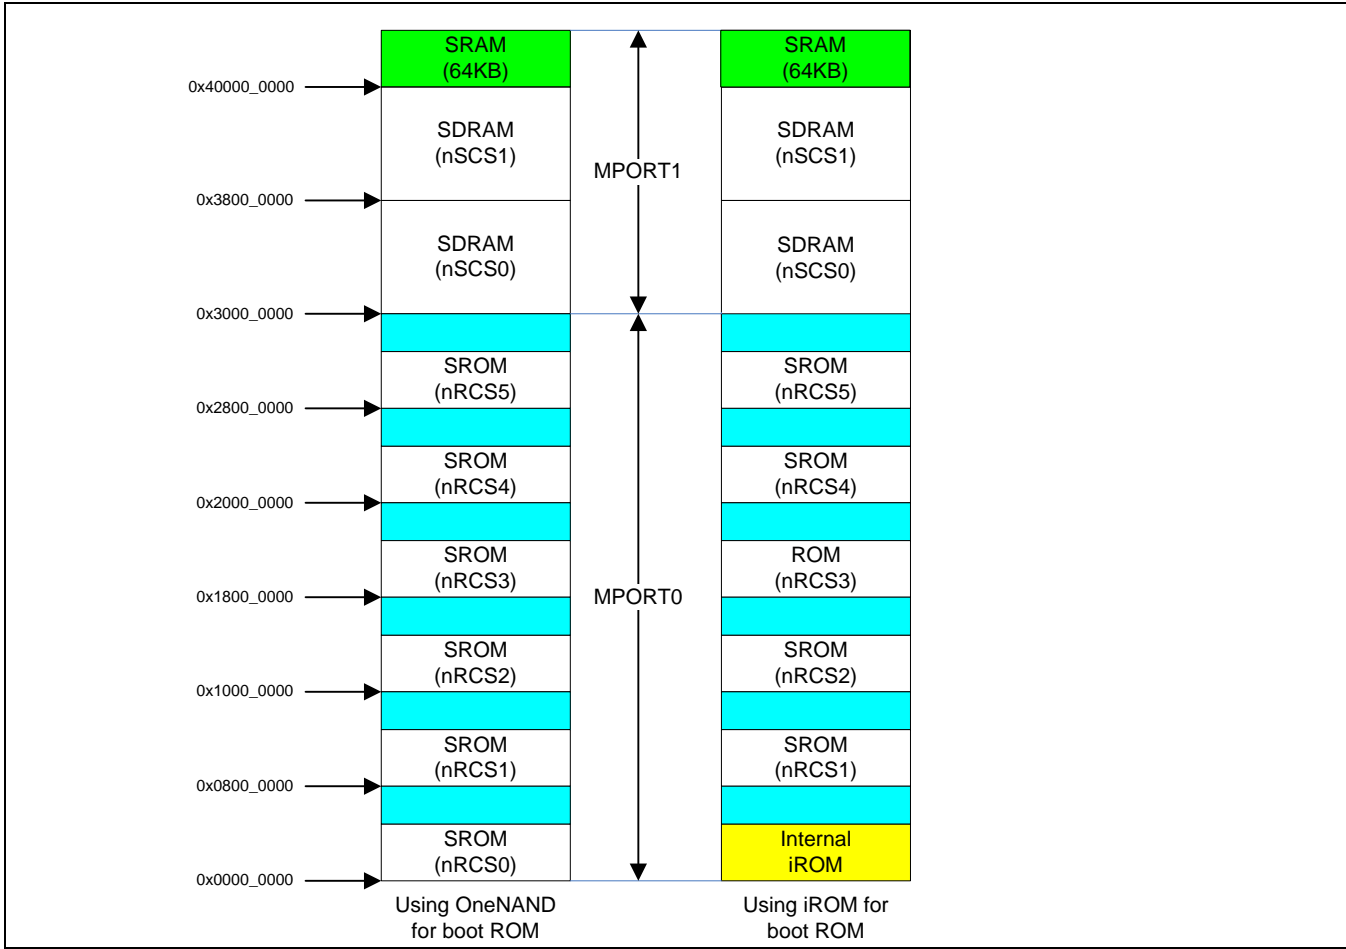 SRAM
(64KB)
SRAM
(64KB)
0x40000_0000
SDRAM
(nSCS1)
SDRAM
(nSCS1)
MPORT1
0x3800_0000
SDRAM
(nSCS0)
SDRAM
(nSCS0)
0x3000_0000
SROM
(nRCS5)
SROM
(nRCS5)
0x2800_0000
SROM
(nRCS4)
SROM
(nRCS4)
0x2000_0000
SROM
(nRCS3)
ROM
(nRCS3)
0x1800_0000
MPORT0
SROM
(nRCS2)
SROM
(nRCS2)
0x1000_0000
SROM
(nRCS1)
SROM
(nRCS1)
0x0800_0000
SROM
(nRCS0)
Internal
iROM
0x0000_0000
Using OneNAND
for boot ROM
Using iROM for
boot ROM